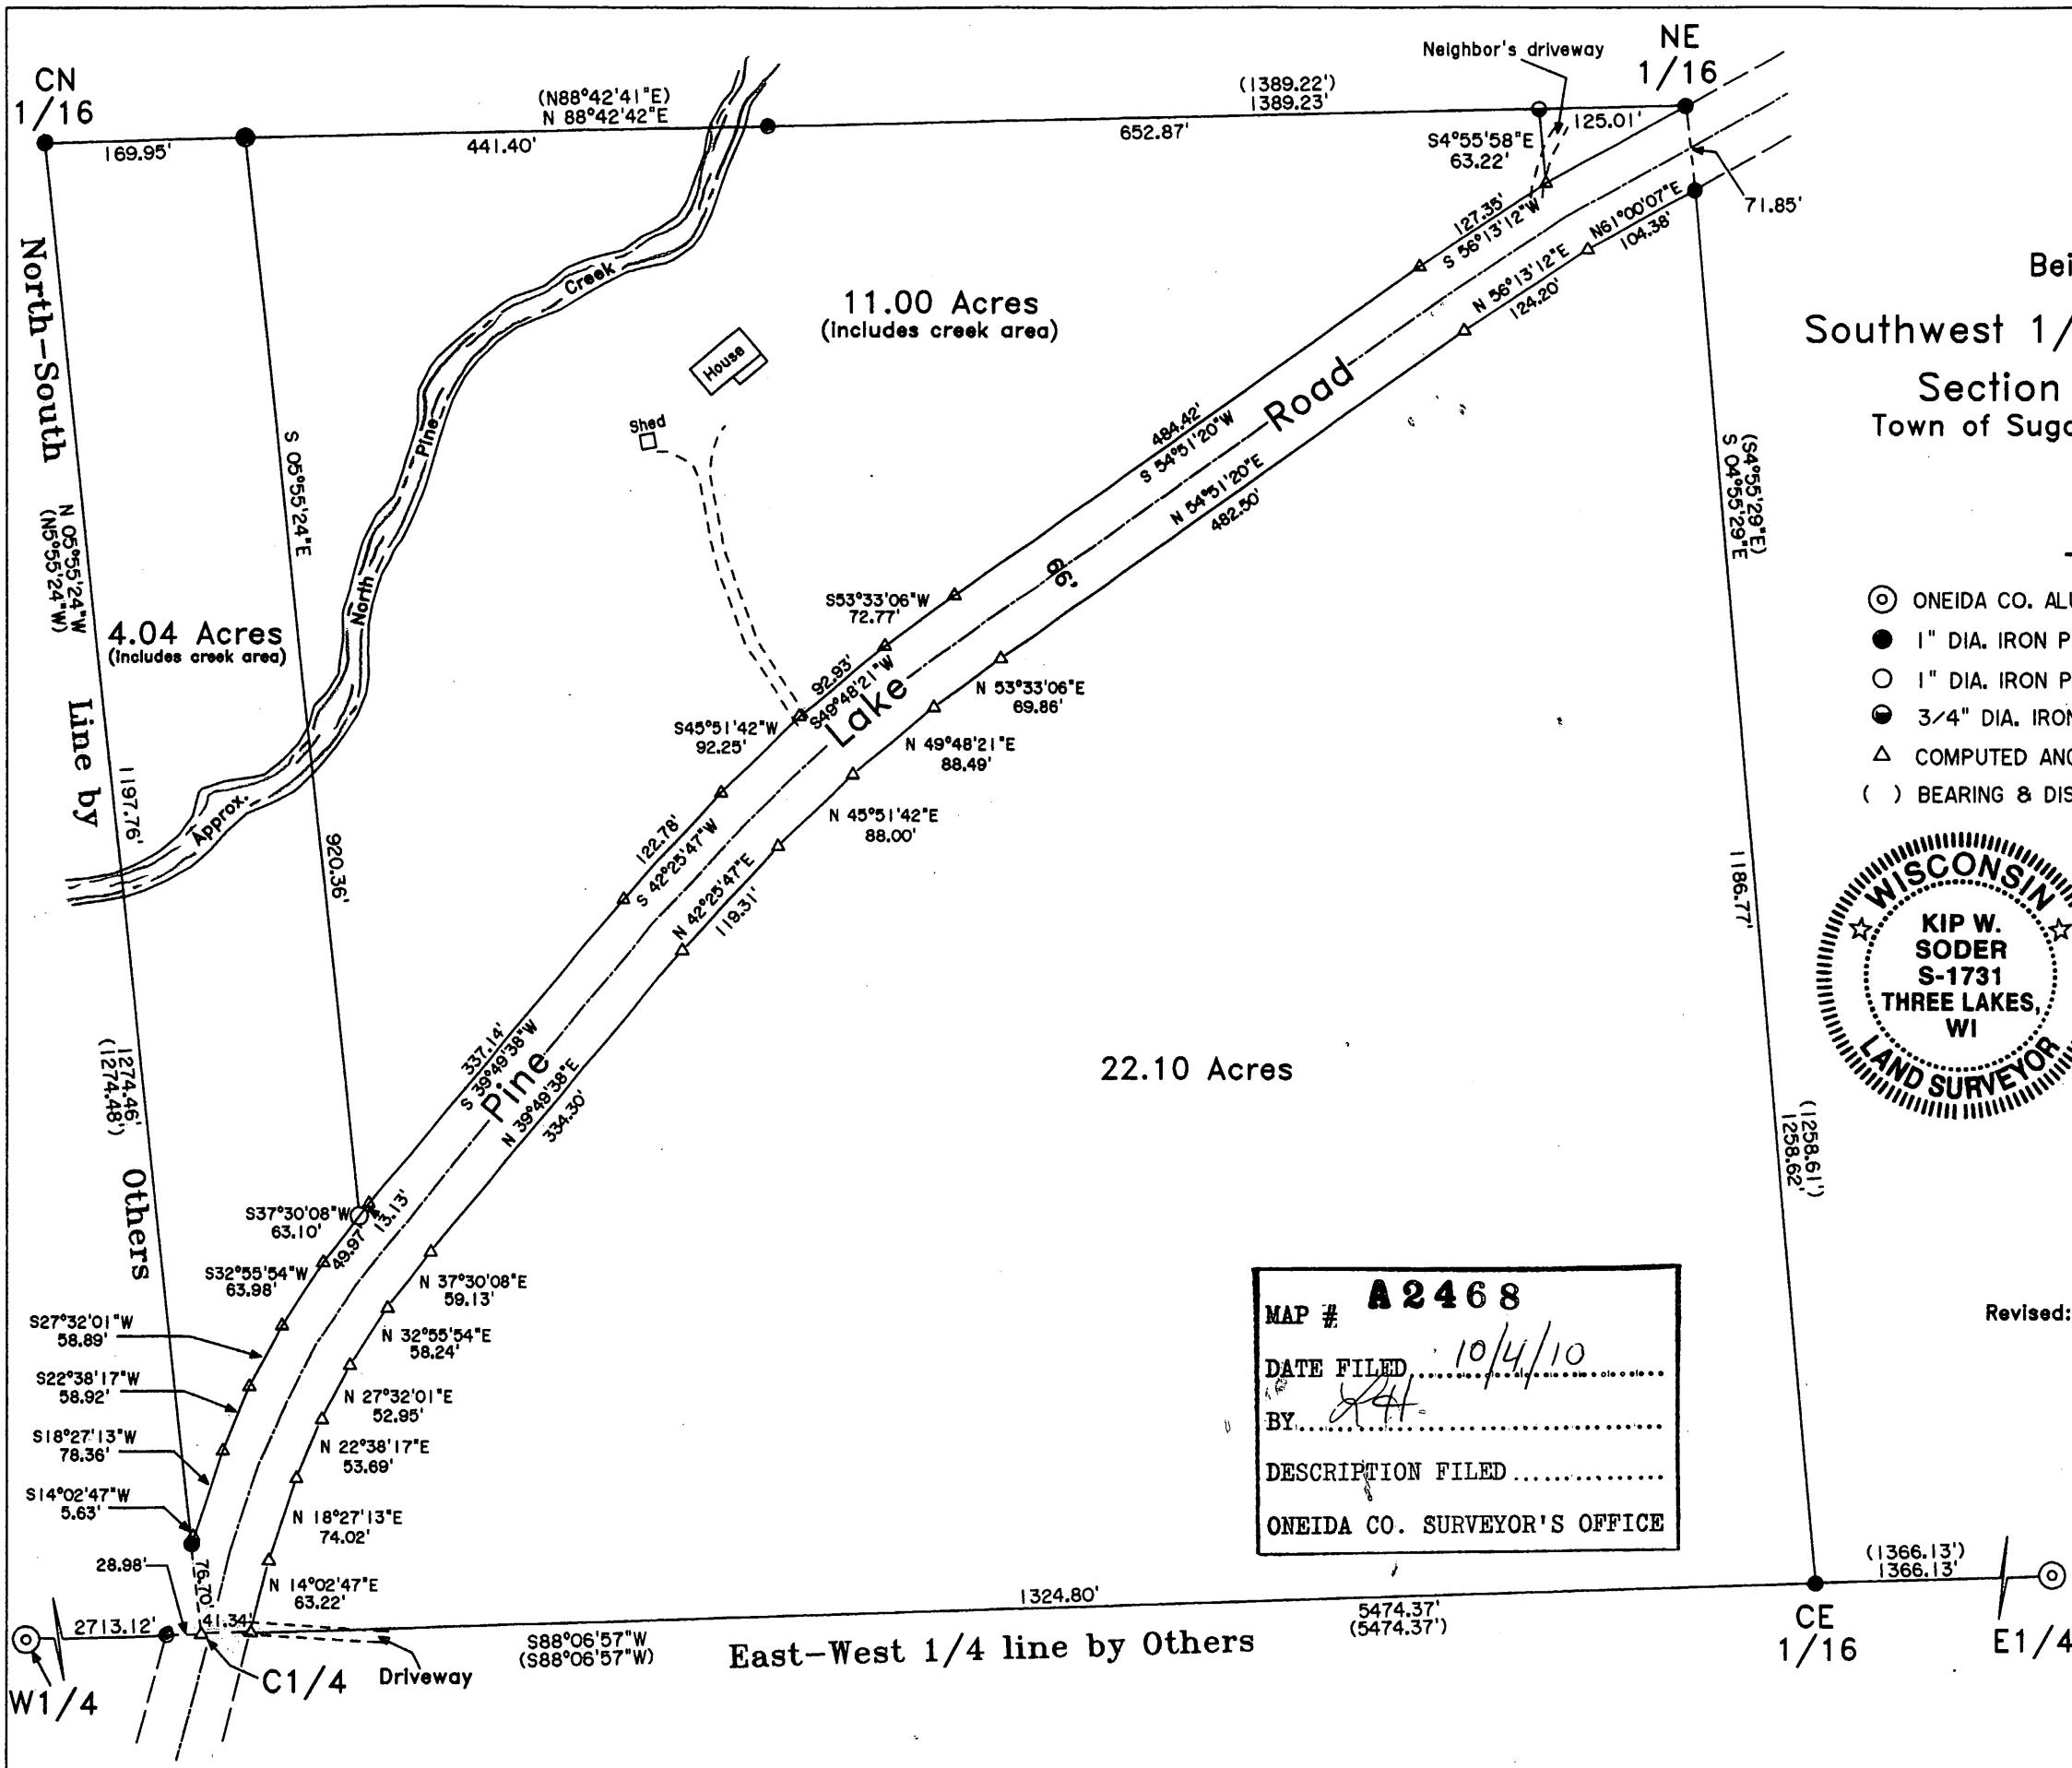 CN
1/16
169.95'
(N88°42'41"E)
N 88°42'42"E
441.40'
(1389.22')
1389.23'
652.87'
Neighbor's driveway
NE
1/16
125.01'
S4°55'58"E
63.22'
71.85'
127.35'
S 56°13'12"W
N61°00'07"E
104.38'
N 56°13'12"E
124.20'
North-South Line by Others
N 05°55'24"W
(N5°55'24"W)
1197.76'
1274.46'
(1274.48')
S 05°55'24"E
920.36'
4.04 Acres
(includes creek area)
Approx. North Pine Creek
11.00 Acres
(includes creek area)
House
Shed
484.42'
S 54°51'20"W
N 54°51'20"E
482.50'
66'
Pine Lake Road
S53°33'06"W
72.77'
92.93'
S49°48'21"W
N 53°33'06"E
69.86'
S45°51'42"W
92.25'
N 49°48'21"E
88.49'
N 45°51'42"E
88.00'
122.78'
S 42°25'47"W
N 42°25'47"E
119.31'
337.14'
S 39°49'38"W
N 39°49'38"E
334.30'
22.10 Acres
(S4°55'29"E)
S 04°55'29"E
1186.77'
(1258.61')
1258.62'
S37°30'08"W
63.10'
13.13'
49.97'
S32°55'54"W
63.98'
N 37°30'08"E
59.13'
N 32°55'54"E
58.24'
S27°32'01"W
58.89'
N 27°32'01"E
52.95'
S22°38'17"W
58.92'
N 22°38'17"E
53.69'
S18°27'13"W
78.36'
N 18°27'13"E
74.02'
S14°02'47"W
5.63'
N 14°02'47"E
63.22'
28.98'
76.70'
41.34'
2713.12'
W1/4
C1/4
Driveway
S88°06'57"W
(S88°06'57"W)
East-West 1/4 line by Others
1324.80'
5474.37'
(5474.37')
CE
1/16
(1366.13')
1366.13'
E1/4
Bei
Southwest 1/
Section
Town of Suga
ONEIDA CO. ALU
1" DIA. IRON P
1" DIA. IRON P
3/4" DIA. IRON
COMPUTED ANG
( ) BEARING & DIS
WISCONSIN
KIP W.
SODER
S-1731
THREE LAKES,
WI
LAND SURVEYOR
Revised:
MAP # A2468
DATE FILED 10/4/10
BY
DESCRIPTION FILED
ONEIDA CO. SURVEYOR'S OFFICE